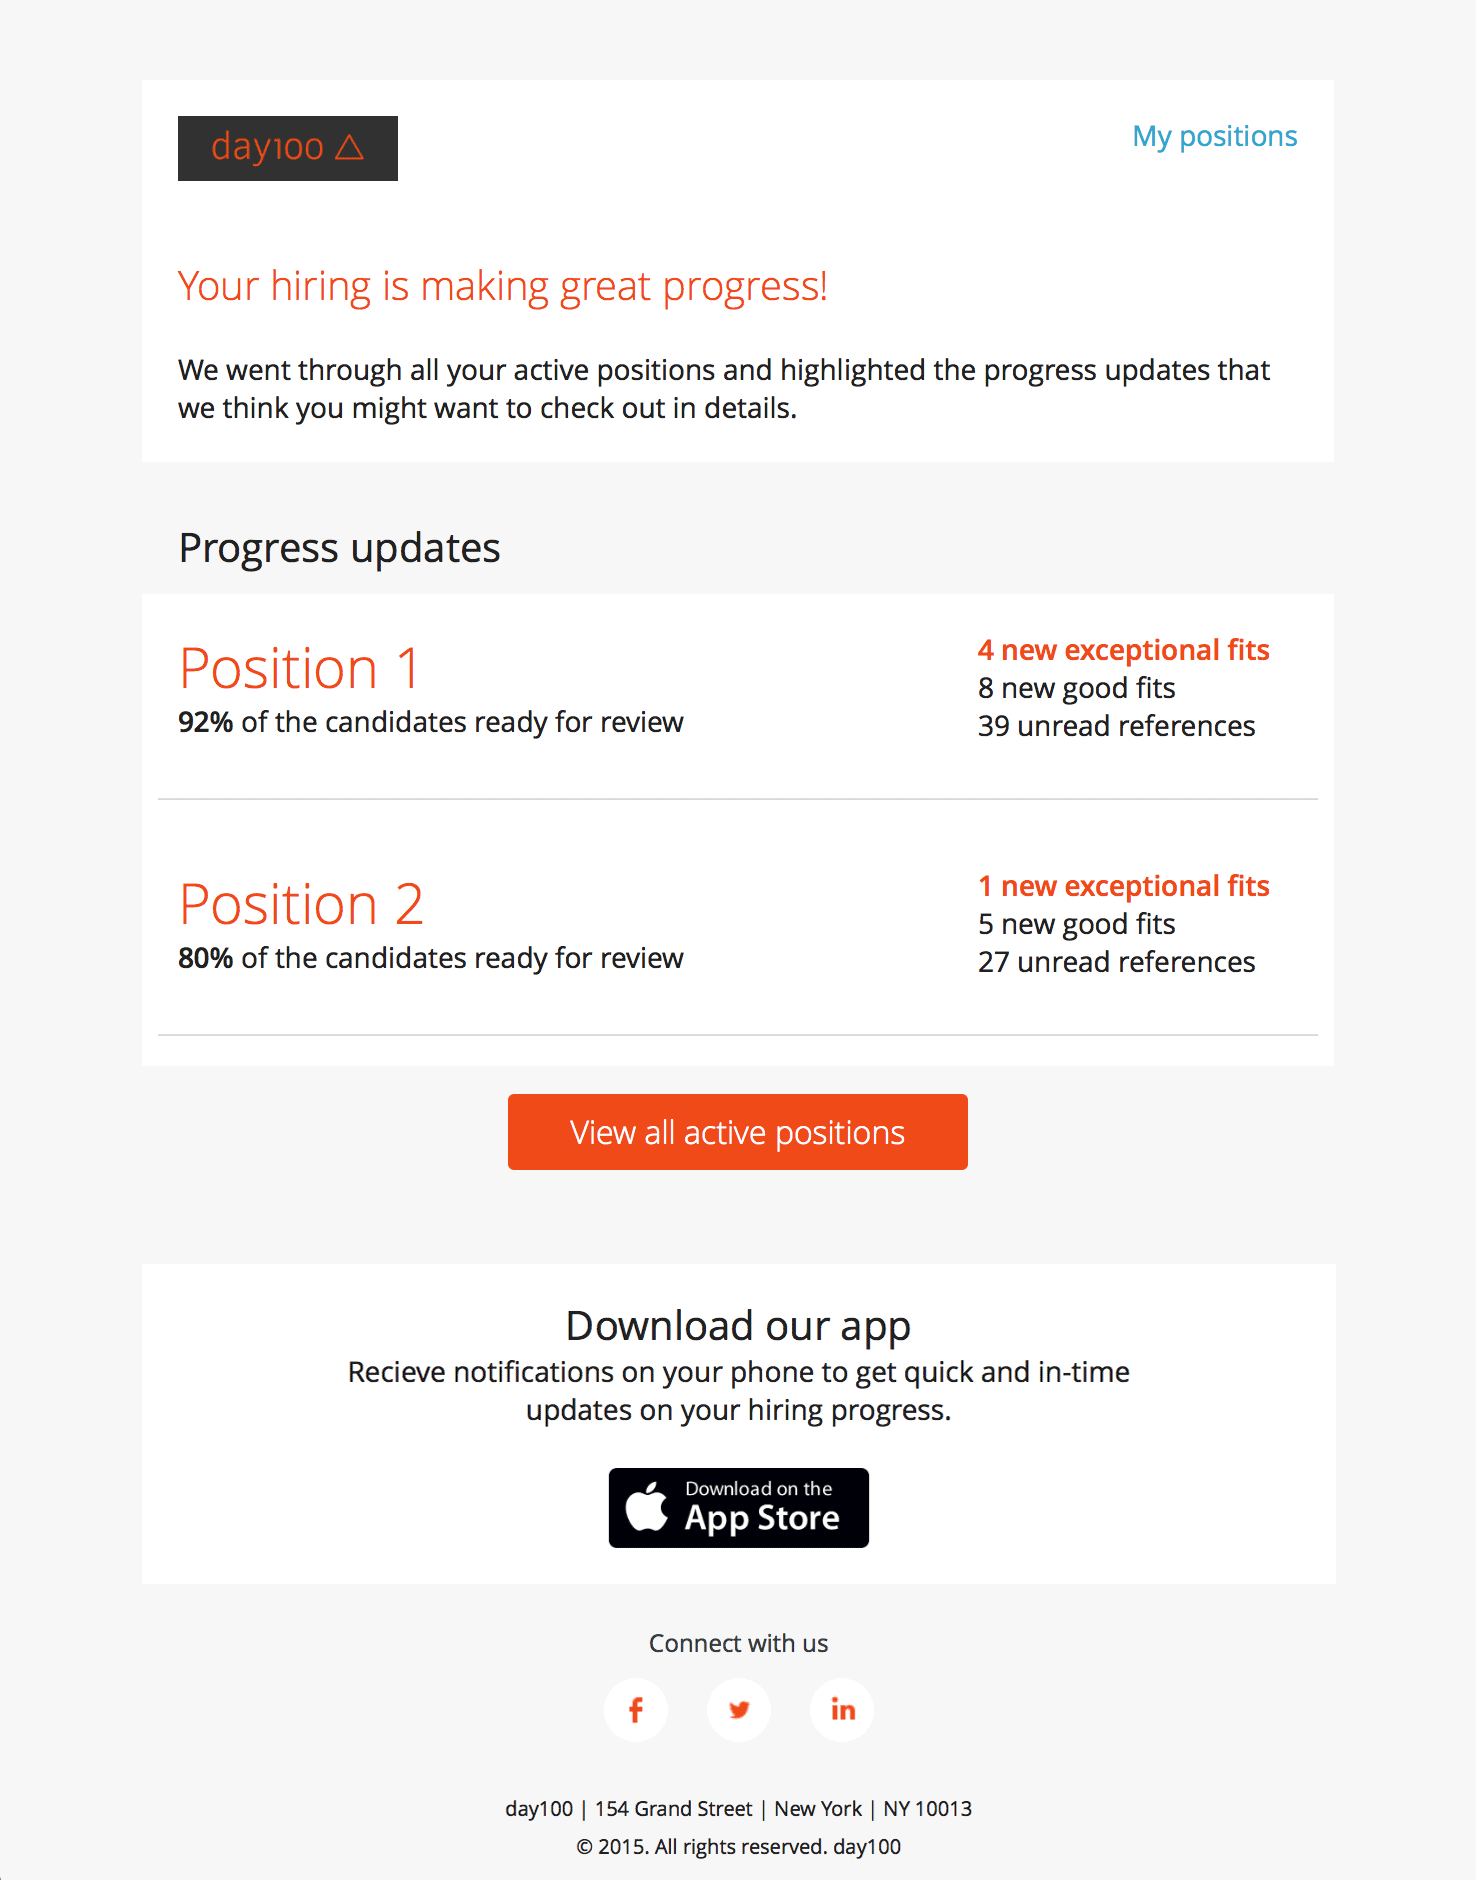 day100
My positions
Your hiring is making great progress!
We went through all your active positions and highlighted the progress updates that
we think you might want to check out in details.
Progress updates
Position 1
92% of the candidates ready for review
4 new exceptional fits
8 new good fits
39 unread references
Position 2
80% of the candidates ready for review
1 new exceptional fits
5 new good fits
27 unread references
View all active positions
Download our app
Recieve notifications on your phone to get quick and in-time
updates on your hiring progress.
Download on the
App Store
Connect with us
f
in
day100 | 154 Grand Street | New York | NY 10013
© 2015. All rights reserved. day100